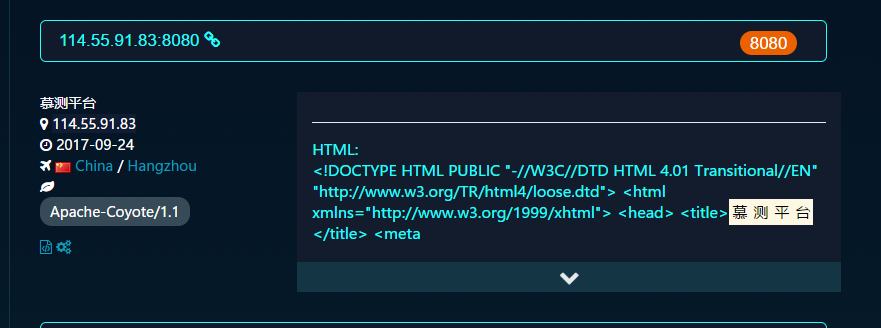 114.55.91.83:8080
8080
慕测平台
114.55.91.83
2017-09-24
China / Hangzhou
Apache-Coyote/1.1
HTML:
<!DOCTYPE HTML PUBLIC "-//W3C//DTD HTML 4.01 Transitional//EN"
"http://www.w3.org/TR/html4/loose.dtd"> <html
xmlns="http://www.w3.org/1999/xhtml"> <head> <title>慕 测 平 台
</title> <meta